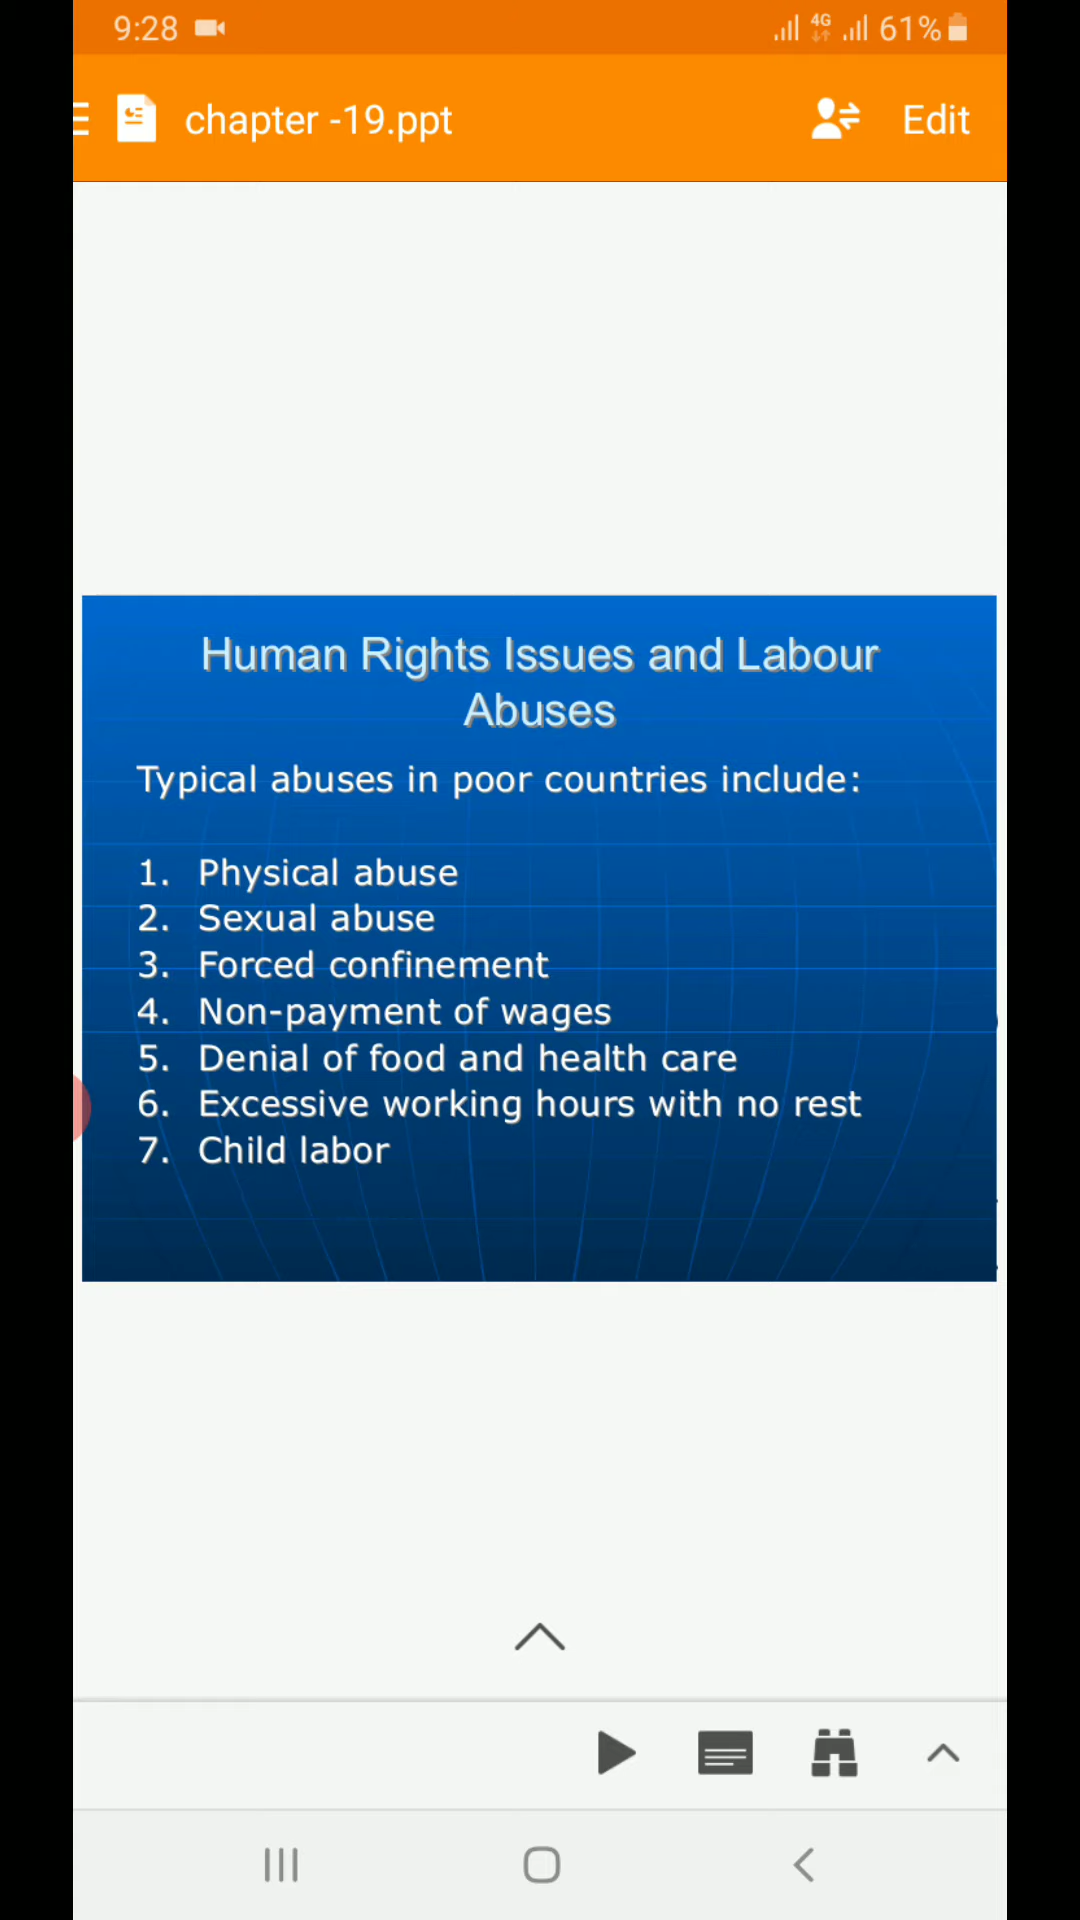 9:28 4G 61%
chapter -19.ppt Edit
Human Rights Issues and Labour
Abuses
Typical abuses in poor countries include:
1. Physical abuse
2. Sexual abuse
3. Forced confinement
4. Non-payment of wages
5. Denial of food and health care
6. Excessive working hours with no rest
7. Child labor